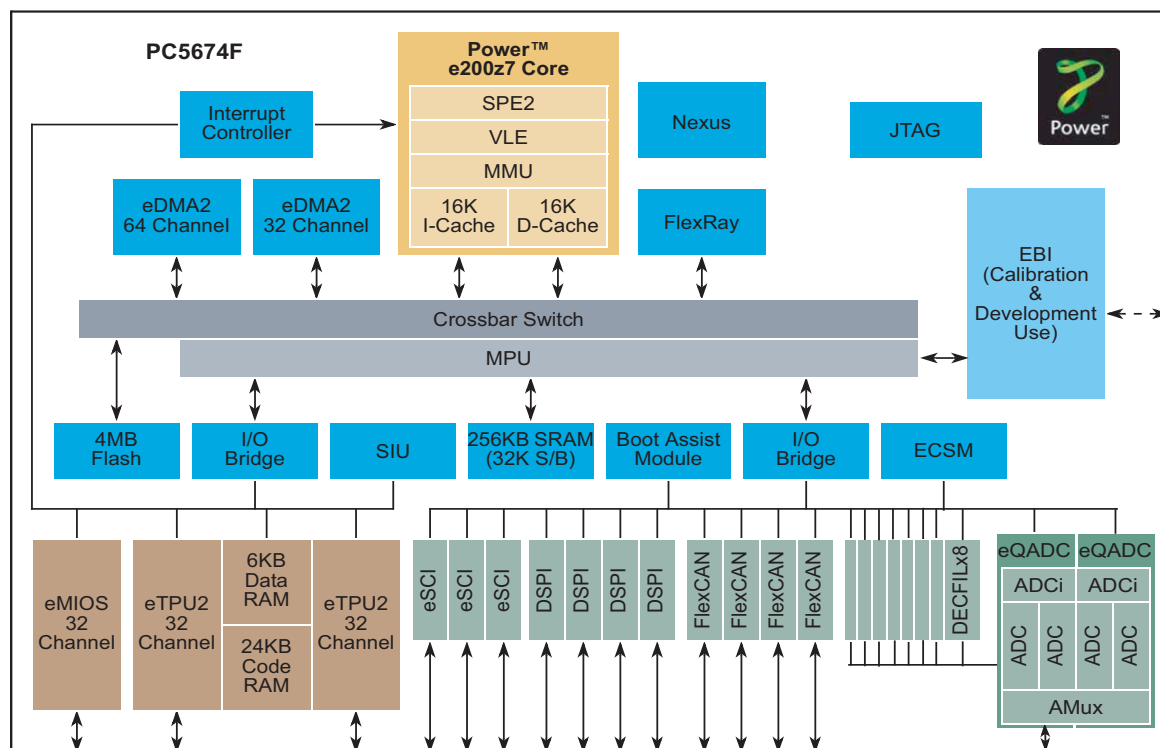 PC5674F
Power™
e200z7 Core
SPE2
VLE
MMU
16K
I-Cache
16K
D-Cache
Interrupt
Controller
Nexus
JTAG
Power™
eDMA2
64 Channel
eDMA2
32 Channel
FlexRay
EBI
(Calibration
&
Development
Use)
Crossbar Switch
MPU
4MB
Flash
I/O
Bridge
SIU
256KB SRAM
(32K S/B)
Boot Assist
Module
I/O
Bridge
ECSM
eMIOS
32
Channel
eTPU2
32
Channel
6KB
Data
RAM
24KB
Code
RAM
eTPU2
32
Channel
eSCI
eSCI
eSCI
DSPI
DSPI
DSPI
DSPI
FlexCAN
FlexCAN
FlexCAN
FlexCAN
DECFILx8
eQADC
eQADC
ADCi
ADCi
ADC
ADC
ADC
ADC
AMux